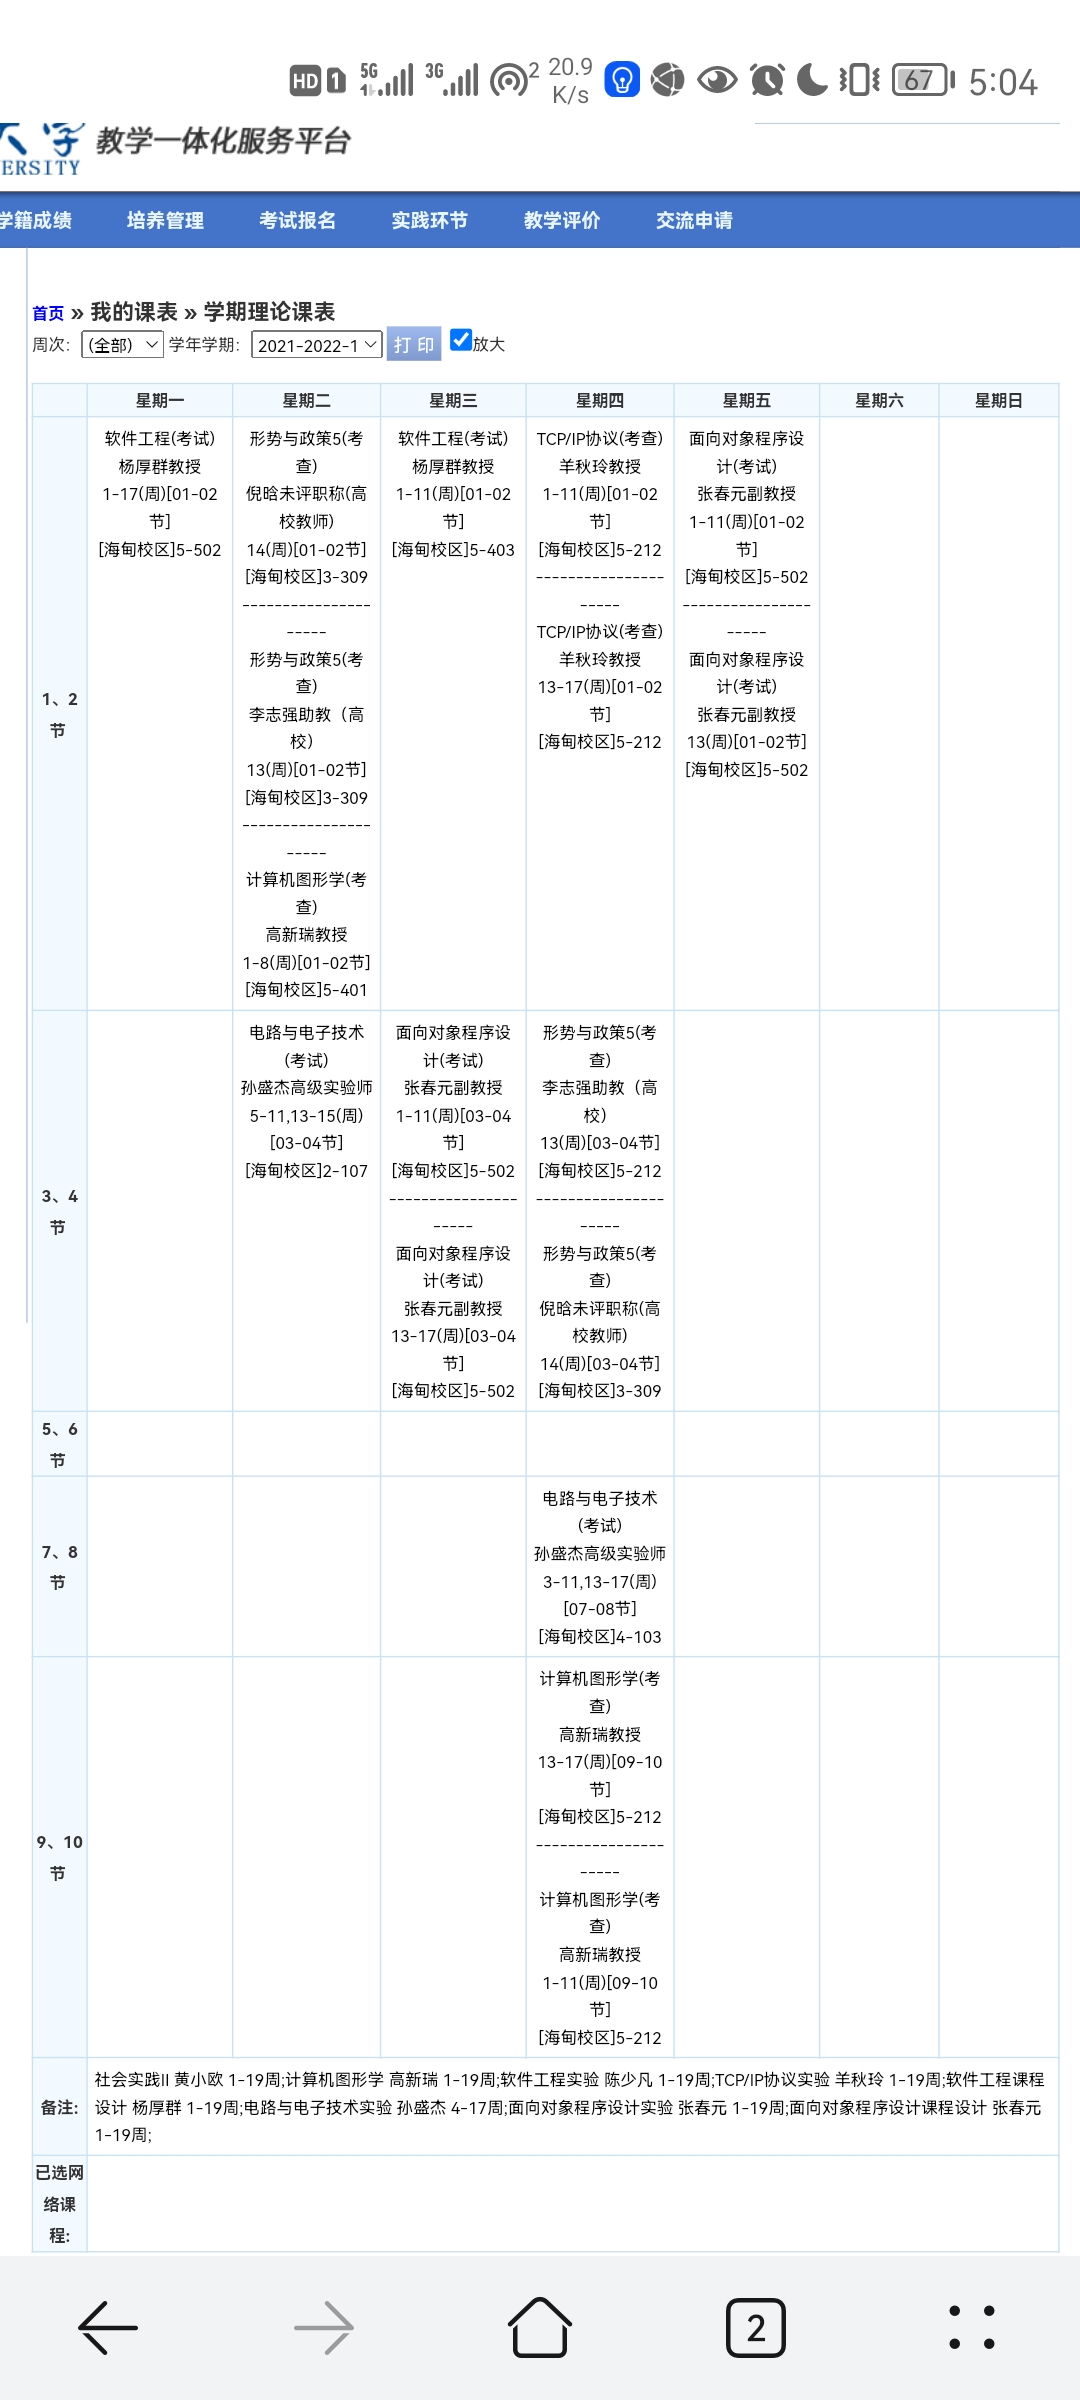 HD 1 5G 3G 2 20.9 K/s 67 5:04
大学 教学一体化服务平台
ERSITY
学籍成绩 培养管理 考试报名 实践环节 教学评价 交流申请
首页 » 我的课表 » 学期理论课表
周次: (全部) 学年学期: 2021-2022-1 打 印 放大
星期一 星期二 星期三 星期四 星期五 星期六 星期日
1、2
节
软件工程(考试)
杨厚群教授
1-17(周)[01-02
节]
[海甸校区]5-502
形势与政策5(考
查)
倪晗未评职称(高
校教师)
14(周)[01-02节]
[海甸校区]3-309
----------------
-----
形势与政策5(考
查)
李志强助教（高
校）
13(周)[01-02节]
[海甸校区]3-309
----------------
-----
计算机图形学(考
查)
高新瑞教授
1-8(周)[01-02节]
[海甸校区]5-401
软件工程(考试)
杨厚群教授
1-11(周)[01-02
节]
[海甸校区]5-403
TCP/IP协议(考查)
羊秋玲教授
1-11(周)[01-02
节]
[海甸校区]5-212
----------------
-----
TCP/IP协议(考查)
羊秋玲教授
13-17(周)[01-02
节]
[海甸校区]5-212
面向对象程序设
计(考试)
张春元副教授
1-11(周)[01-02
节]
[海甸校区]5-502
----------------
-----
面向对象程序设
计(考试)
张春元副教授
13(周)[01-02节]
[海甸校区]5-502
3、4
节
电路与电子技术
(考试)
孙盛杰高级实验师
5-11,13-15(周)
[03-04节]
[海甸校区]2-107
面向对象程序设
计(考试)
张春元副教授
1-11(周)[03-04
节]
[海甸校区]5-502
----------------
-----
面向对象程序设
计(考试)
张春元副教授
13-17(周)[03-04
节]
[海甸校区]5-502
形势与政策5(考
查)
李志强助教（高
校）
13(周)[03-04节]
[海甸校区]5-212
----------------
-----
形势与政策5(考
查)
倪晗未评职称(高
校教师)
14(周)[03-04节]
[海甸校区]3-309
5、6
节
7、8
节
电路与电子技术
(考试)
孙盛杰高级实验师
3-11,13-17(周)
[07-08节]
[海甸校区]4-103
9、10
节
计算机图形学(考
查)
高新瑞教授
13-17(周)[09-10
节]
[海甸校区]5-212
----------------
-----
计算机图形学(考
查)
高新瑞教授
1-11(周)[09-10
节]
[海甸校区]5-212
备注:
社会实践II 黄小欧 1-19周;计算机图形学 高新瑞 1-19周;软件工程实验 陈少凡 1-19周;TCP/IP协议实验 羊秋玲 1-19周;软件工程课程
设计 杨厚群 1-19周;电路与电子技术实验 孙盛杰 4-17周;面向对象程序设计实验 张春元 1-19周;面向对象程序设计课程设计 张春元
1-19周;
已选网
络课
程:
2